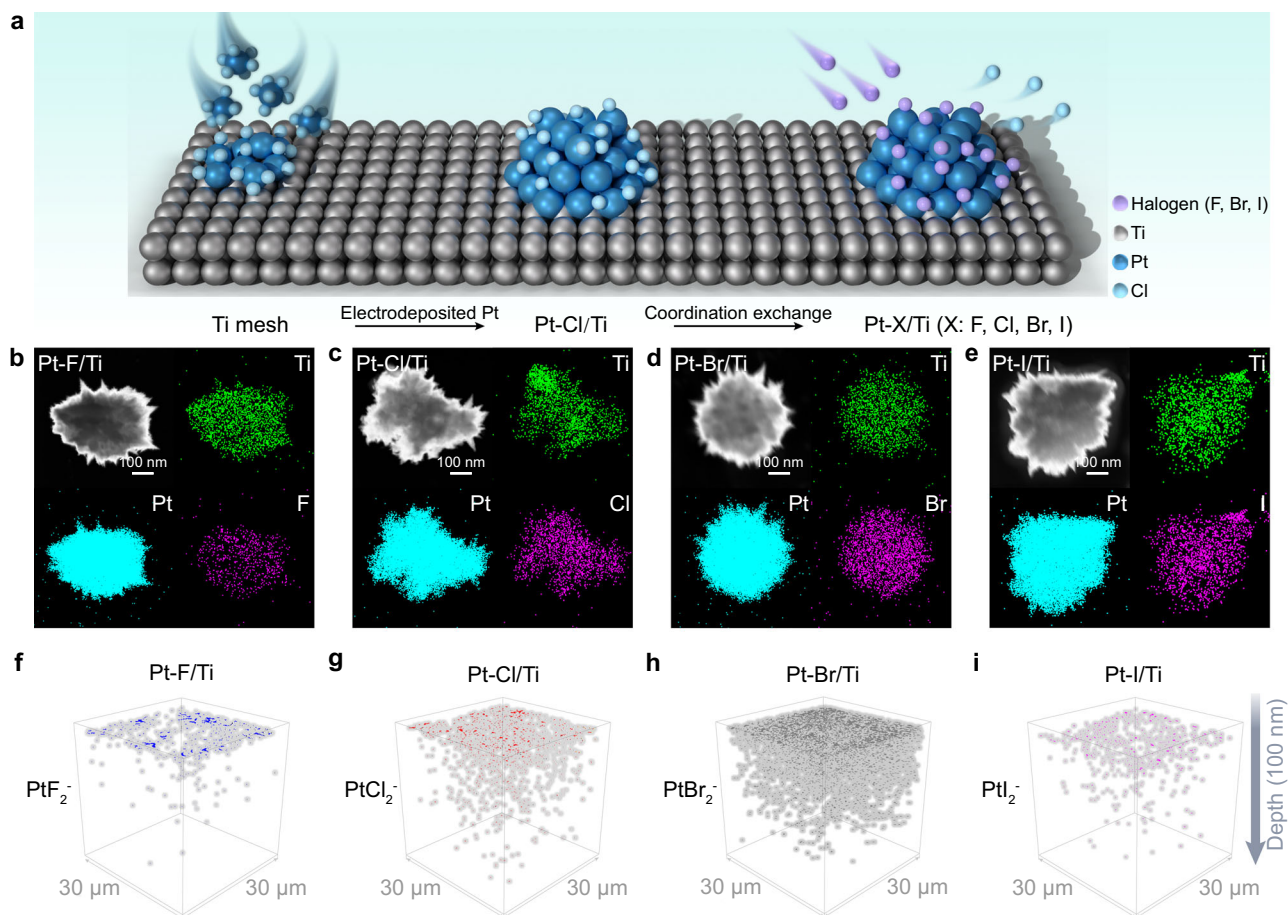 a
Halogen (F, Br, I)
Ti
Pt
Cl
Ti mesh
Electrodeposited Pt
Pt-Cl/Ti
Coordination exchange
Pt-X/Ti (X: F, Cl, Br, I)
b
Pt-F/Ti
Ti
100 nm
Pt
F
c
Pt-Cl/Ti
Ti
100 nm
Pt
Cl
d
Pt-Br/Ti
Ti
100 nm
Pt
Br
e
Pt-I/Ti
Ti
100 nm
Pt
I
f
Pt-F/Ti
PtF₂⁻
30 µm
30 µm
g
Pt-Cl/Ti
PtCl₂⁻
30 µm
30 µm
h
Pt-Br/Ti
PtBr₂⁻
30 µm
30 µm
i
Pt-I/Ti
PtI₂⁻
30 µm
30 µm
Depth (100 nm)